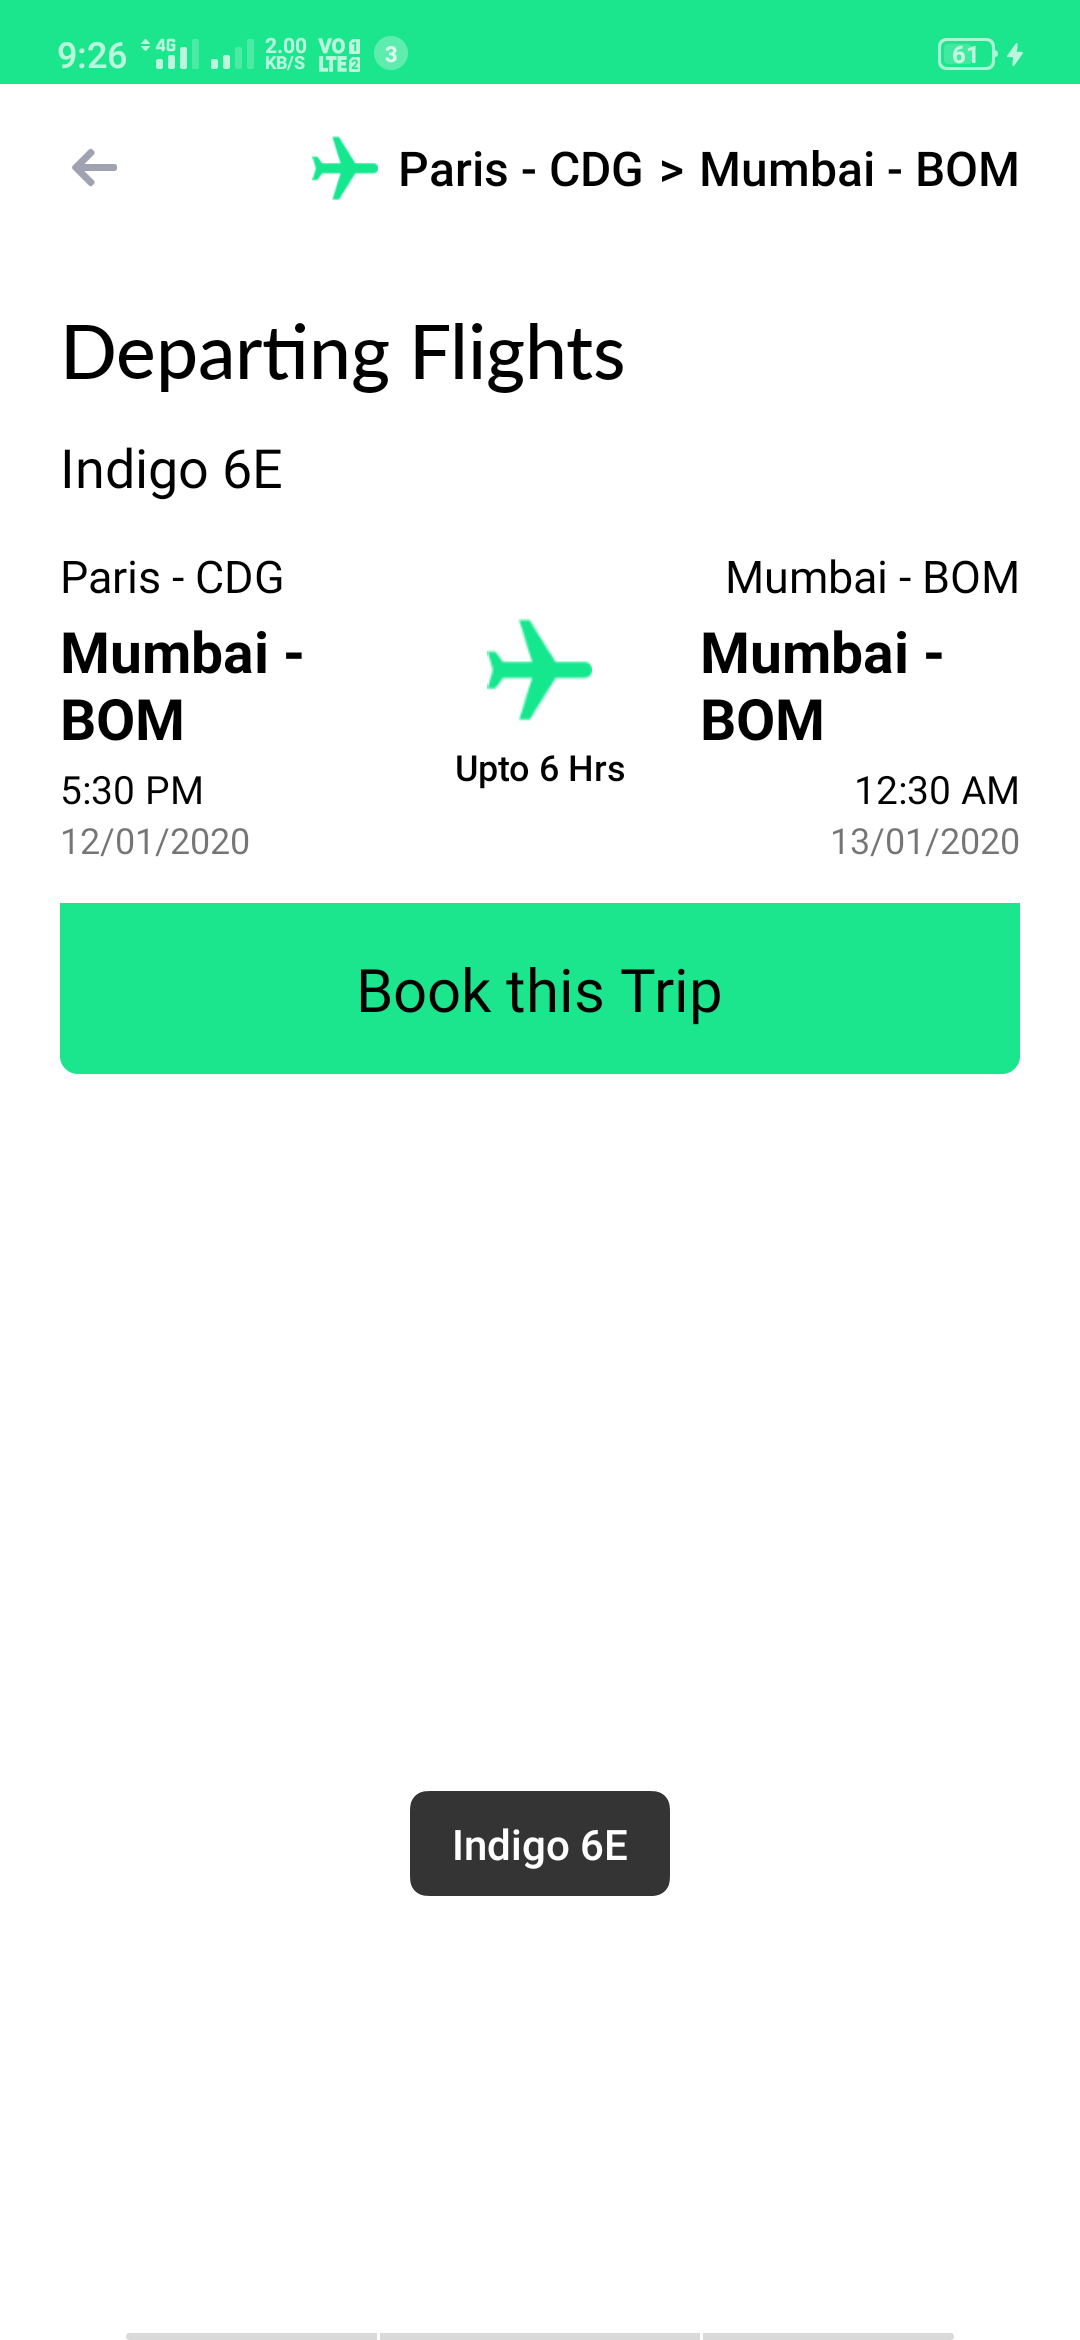 9:26 4G 2.00 KB/S VO LTE 1 2 3 61
Paris - CDG > Mumbai - BOM
Departing Flights
Indigo 6E
Paris - CDG
Mumbai -
BOM
5:30 PM
12/01/2020
Upto 6 Hrs
Mumbai - BOM
Mumbai -
BOM
12:30 AM
13/01/2020
Book this Trip
Indigo 6E